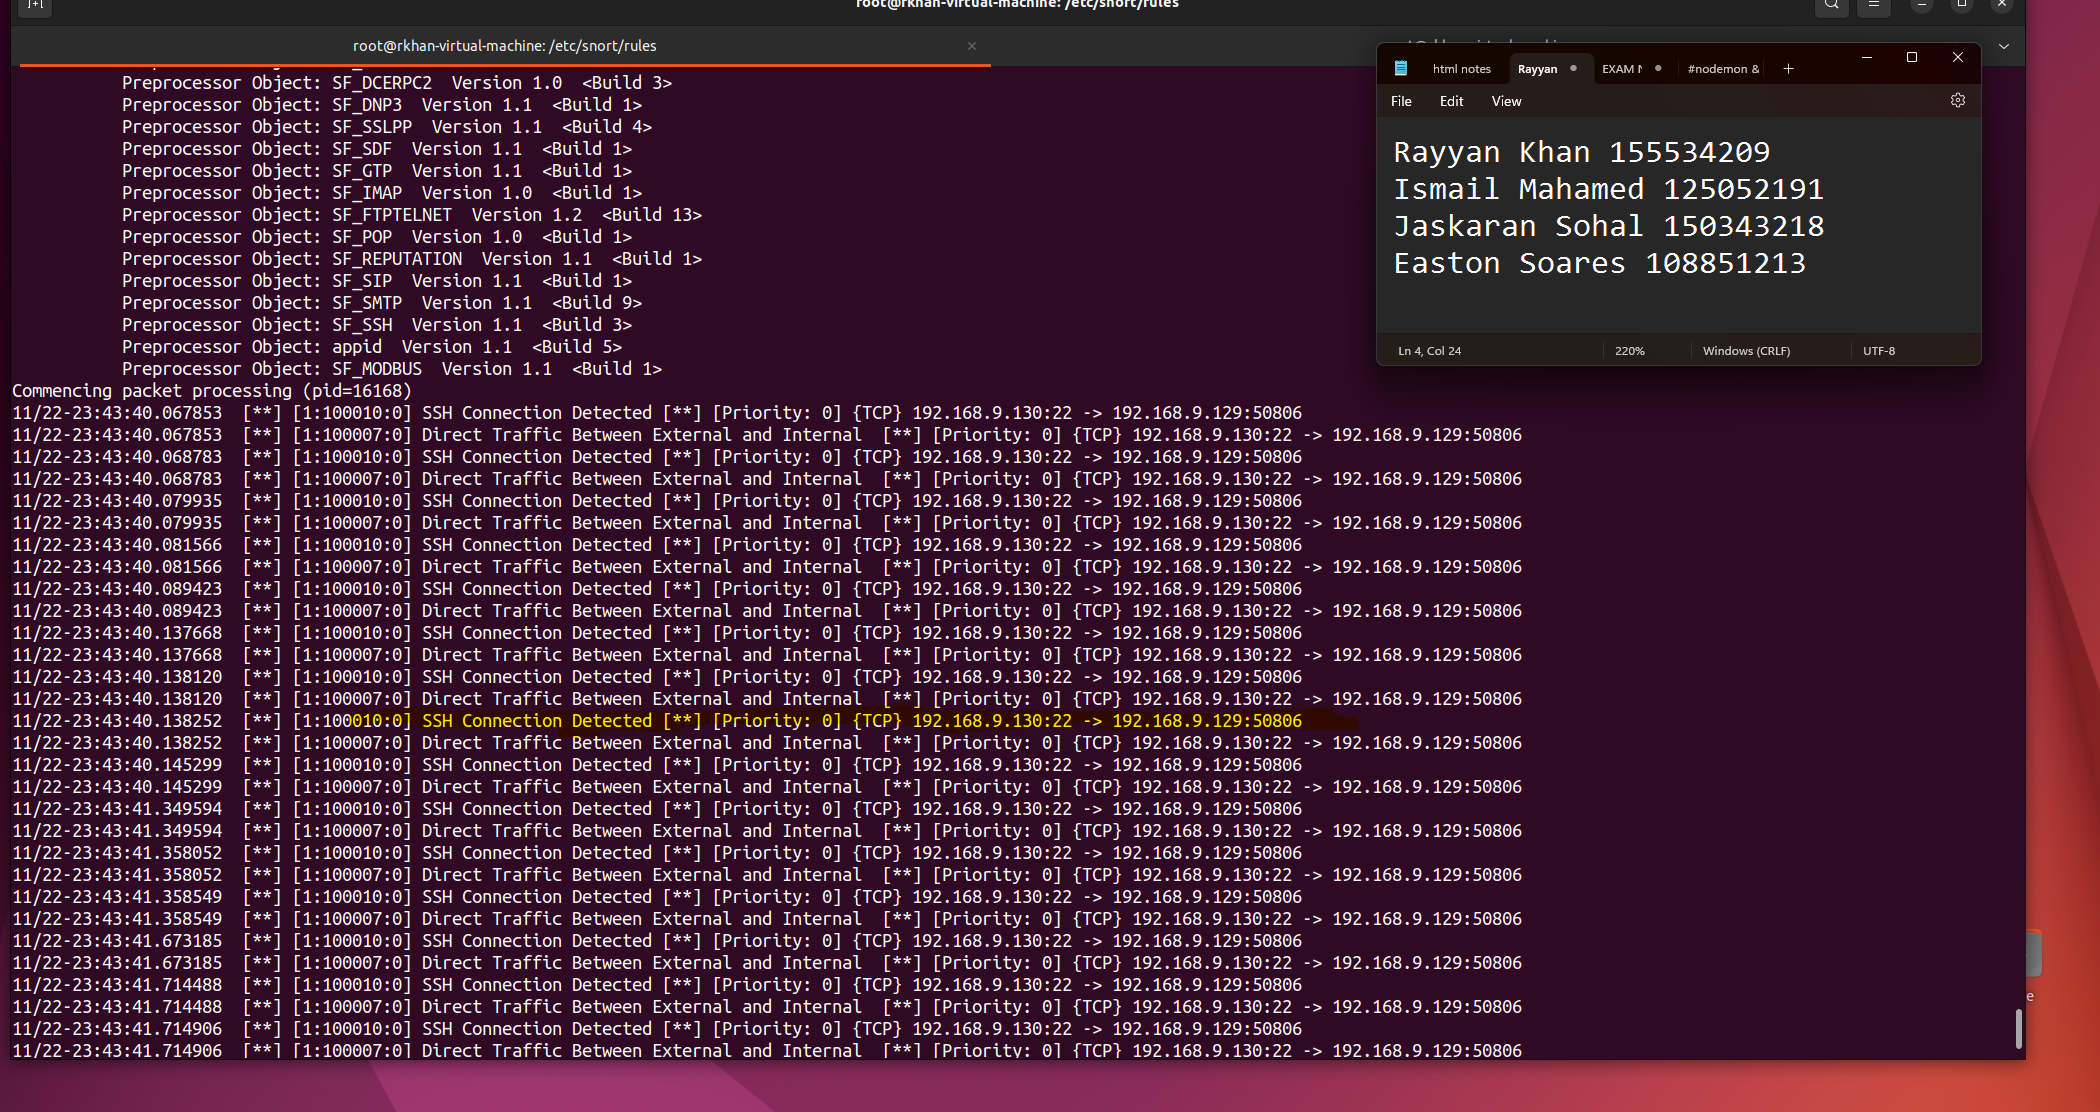 root@rkhan-virtual-machine: /etc/snort/rules
root@rkhan-virtual-machine: /etc/snort/rules
Preprocessor Object: SF_DCERPC2  Version 1.0  <Build 3>
Preprocessor Object: SF_DNP3  Version 1.1  <Build 1>
Preprocessor Object: SF_SSLPP  Version 1.1  <Build 4>
Preprocessor Object: SF_SDF  Version 1.1  <Build 1>
Preprocessor Object: SF_GTP  Version 1.1  <Build 1>
Preprocessor Object: SF_IMAP  Version 1.0  <Build 1>
Preprocessor Object: SF_FTPTELNET  Version 1.2  <Build 13>
Preprocessor Object: SF_POP  Version 1.0  <Build 1>
Preprocessor Object: SF_REPUTATION  Version 1.1  <Build 1>
Preprocessor Object: SF_SIP  Version 1.1  <Build 1>
Preprocessor Object: SF_SMTP  Version 1.1  <Build 9>
Preprocessor Object: SF_SSH  Version 1.1  <Build 3>
Preprocessor Object: appid  Version 1.1  <Build 5>
Preprocessor Object: SF_MODBUS  Version 1.1  <Build 1>
Commencing packet processing (pid=16168)
11/22-23:43:40.067853  [**] [1:100010:0] SSH Connection Detected [**] [Priority: 0] {TCP} 192.168.9.130:22 -> 192.168.9.129:50806
11/22-23:43:40.067853  [**] [1:100007:0] Direct Traffic Between External and Internal  [**] [Priority: 0] {TCP} 192.168.9.130:22 -> 192.168.9.129:50806
11/22-23:43:40.068783  [**] [1:100010:0] SSH Connection Detected [**] [Priority: 0] {TCP} 192.168.9.130:22 -> 192.168.9.129:50806
11/22-23:43:40.068783  [**] [1:100007:0] Direct Traffic Between External and Internal  [**] [Priority: 0] {TCP} 192.168.9.130:22 -> 192.168.9.129:50806
11/22-23:43:40.079935  [**] [1:100010:0] SSH Connection Detected [**] [Priority: 0] {TCP} 192.168.9.130:22 -> 192.168.9.129:50806
11/22-23:43:40.079935  [**] [1:100007:0] Direct Traffic Between External and Internal  [**] [Priority: 0] {TCP} 192.168.9.130:22 -> 192.168.9.129:50806
11/22-23:43:40.081566  [**] [1:100010:0] SSH Connection Detected [**] [Priority: 0] {TCP} 192.168.9.130:22 -> 192.168.9.129:50806
11/22-23:43:40.081566  [**] [1:100007:0] Direct Traffic Between External and Internal  [**] [Priority: 0] {TCP} 192.168.9.130:22 -> 192.168.9.129:50806
11/22-23:43:40.089423  [**] [1:100010:0] SSH Connection Detected [**] [Priority: 0] {TCP} 192.168.9.130:22 -> 192.168.9.129:50806
11/22-23:43:40.089423  [**] [1:100007:0] Direct Traffic Between External and Internal  [**] [Priority: 0] {TCP} 192.168.9.130:22 -> 192.168.9.129:50806
11/22-23:43:40.137668  [**] [1:100010:0] SSH Connection Detected [**] [Priority: 0] {TCP} 192.168.9.130:22 -> 192.168.9.129:50806
11/22-23:43:40.137668  [**] [1:100007:0] Direct Traffic Between External and Internal  [**] [Priority: 0] {TCP} 192.168.9.130:22 -> 192.168.9.129:50806
11/22-23:43:40.138120  [**] [1:100010:0] SSH Connection Detected [**] [Priority: 0] {TCP} 192.168.9.130:22 -> 192.168.9.129:50806
11/22-23:43:40.138120  [**] [1:100007:0] Direct Traffic Between External and Internal  [**] [Priority: 0] {TCP} 192.168.9.130:22 -> 192.168.9.129:50806
11/22-23:43:40.138252  [**] [1:100010:0] SSH Connection Detected [**] [Priority: 0] {TCP} 192.168.9.130:22 -> 192.168.9.129:50806
11/22-23:43:40.138252  [**] [1:100007:0] Direct Traffic Between External and Internal  [**] [Priority: 0] {TCP} 192.168.9.130:22 -> 192.168.9.129:50806
11/22-23:43:40.145299  [**] [1:100010:0] SSH Connection Detected [**] [Priority: 0] {TCP} 192.168.9.130:22 -> 192.168.9.129:50806
11/22-23:43:40.145299  [**] [1:100007:0] Direct Traffic Between External and Internal  [**] [Priority: 0] {TCP} 192.168.9.130:22 -> 192.168.9.129:50806
11/22-23:43:41.349594  [**] [1:100010:0] SSH Connection Detected [**] [Priority: 0] {TCP} 192.168.9.130:22 -> 192.168.9.129:50806
11/22-23:43:41.349594  [**] [1:100007:0] Direct Traffic Between External and Internal  [**] [Priority: 0] {TCP} 192.168.9.130:22 -> 192.168.9.129:50806
11/22-23:43:41.358052  [**] [1:100010:0] SSH Connection Detected [**] [Priority: 0] {TCP} 192.168.9.130:22 -> 192.168.9.129:50806
11/22-23:43:41.358052  [**] [1:100007:0] Direct Traffic Between External and Internal  [**] [Priority: 0] {TCP} 192.168.9.130:22 -> 192.168.9.129:50806
11/22-23:43:41.358549  [**] [1:100010:0] SSH Connection Detected [**] [Priority: 0] {TCP} 192.168.9.130:22 -> 192.168.9.129:50806
11/22-23:43:41.358549  [**] [1:100007:0] Direct Traffic Between External and Internal  [**] [Priority: 0] {TCP} 192.168.9.130:22 -> 192.168.9.129:50806
11/22-23:43:41.673185  [**] [1:100010:0] SSH Connection Detected [**] [Priority: 0] {TCP} 192.168.9.130:22 -> 192.168.9.129:50806
11/22-23:43:41.673185  [**] [1:100007:0] Direct Traffic Between External and Internal  [**] [Priority: 0] {TCP} 192.168.9.130:22 -> 192.168.9.129:50806
11/22-23:43:41.714488  [**] [1:100010:0] SSH Connection Detected [**] [Priority: 0] {TCP} 192.168.9.130:22 -> 192.168.9.129:50806
11/22-23:43:41.714488  [**] [1:100007:0] Direct Traffic Between External and Internal  [**] [Priority: 0] {TCP} 192.168.9.130:22 -> 192.168.9.129:50806
11/22-23:43:41.714906  [**] [1:100010:0] SSH Connection Detected [**] [Priority: 0] {TCP} 192.168.9.130:22 -> 192.168.9.129:50806
11/22-23:43:41.714906  [**] [1:100007:0] Direct Traffic Between External and Internal  [**] [Priority: 0] {TCP} 192.168.9.130:22 -> 192.168.9.129:50806
html notes Rayyan EXAM #nodemon &
File Edit View
Rayyan Khan 155534209
Ismail Mahamed 125052191
Jaskaran Sohal 150343218
Easton Soares 108851213
Ln 4, Col 24 220% Windows (CRLF) UTF-8
e